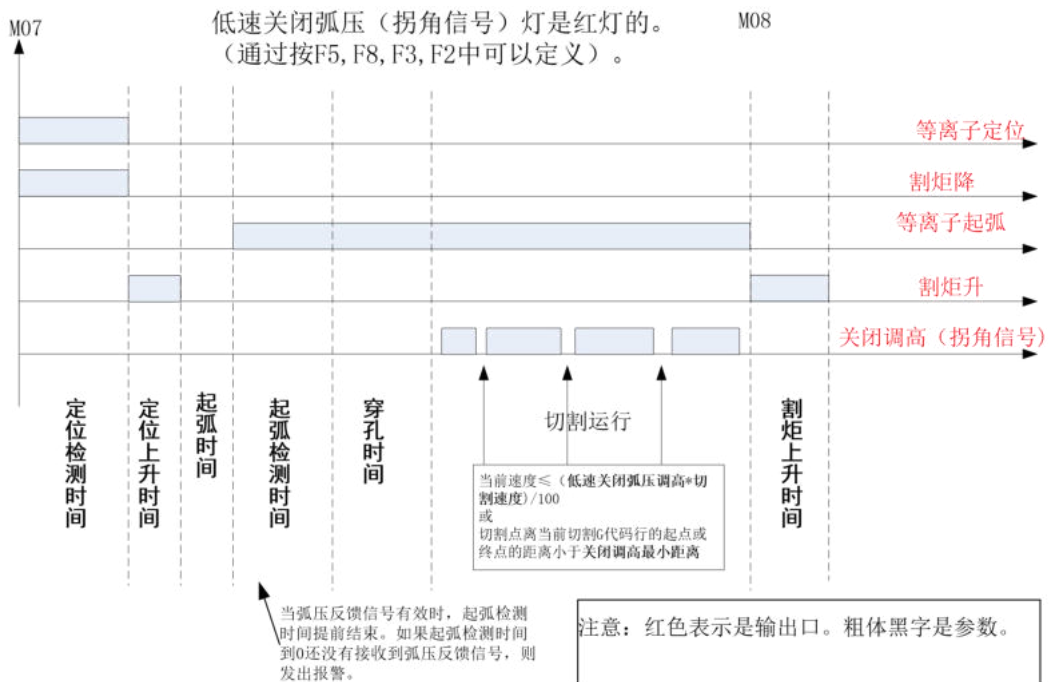 M07
低速关闭弧压（拐角信号）灯是红灯的。
M08
（通过按F5,F8,F3,F2中可以定义）。
等离子定位
割炬降
等离子起弧
割炬升
关闭调高（拐角信号)
定位检测时间
定位上升时间
起弧时间
起弧检测时间
穿孔时间
切割运行
割炬上升时间
当前速度≤（低速关闭弧压调高*切
割速度)/100
或
切割点离当前切割G代码行的起点或
终点的距离小于关闭调高最小距离
当弧压反馈信号有效时，起弧检测
时间提前结束。如果起弧检测时间
到0还没有接收到弧压反馈信号，则
发出报警。
注意：红色表示是输出口。粗体黑字是参数。